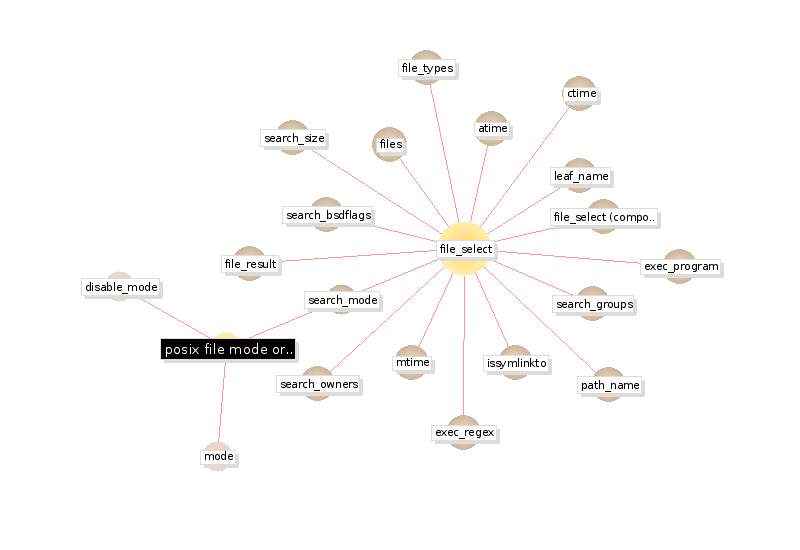 file_types
ctime
atime
search_size
files
leaf_name
search_bsdflags
file_select (compo..
file_select
file_result
exec_program
disable_mode
search_mode
search_groups
posix file mode or..
mtime
issymlinkto
search_owners
path_name
exec_regex
mode